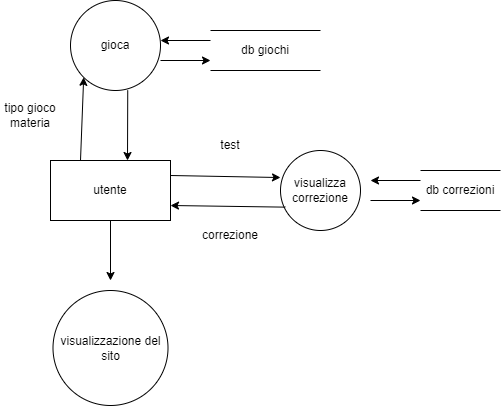 gioca
db giochi
tipo gioco
materia
test
utente
visualizza
correzione
db correzioni
correzione
visualizzazione del
sito